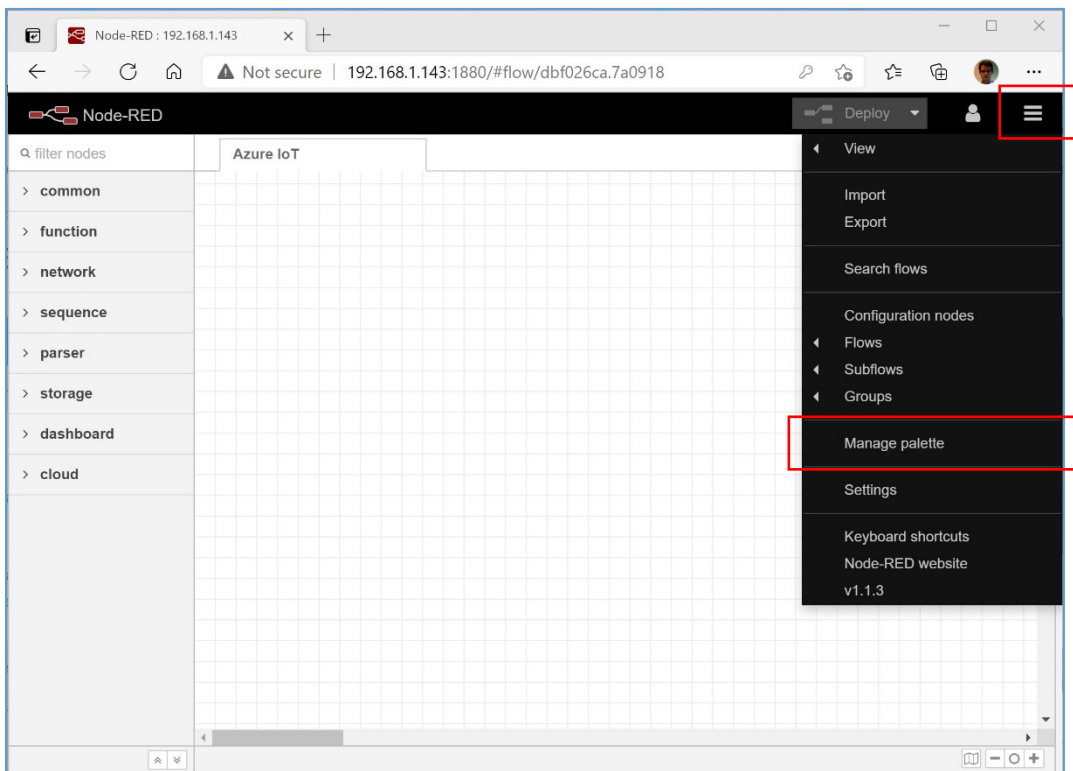 Node-RED : 192.168.1.143
Not secure | 192.168.1.143:1880/#flow/dbf026ca.7a0918
Node-RED
Deploy
filter nodes
Azure IoT
common
function
network
sequence
parser
storage
dashboard
cloud
View
Import
Export
Search flows
Configuration nodes
Flows
Subflows
Groups
Manage palette
Settings
Keyboard shortcuts
Node-RED website
v1.1.3